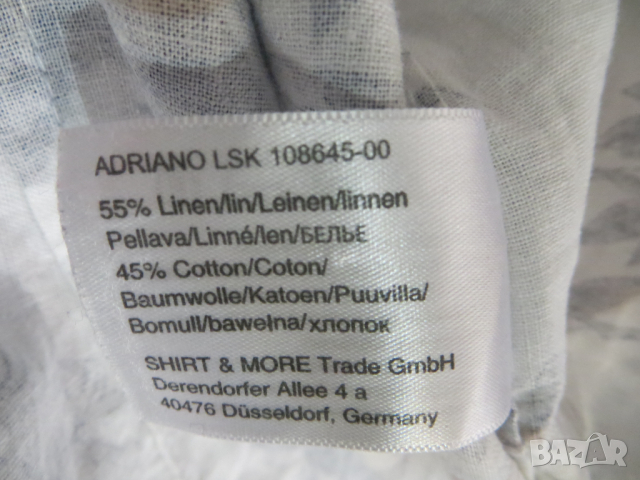 ADRIANO LSK 108645-00
55% Linen/lin/Leinen/linnen
Pellava/Linné/len/БЕЛЬЕ
45% Cotton/Coton/
Baumwolle/Katoen/Puuvilla/
Bomull/bawełna/хлопок
SHIRT & MORE Trade GmbH
Derendorfer Allee 4 a
40476 Düsseldorf, Germany
BAZAR
bg